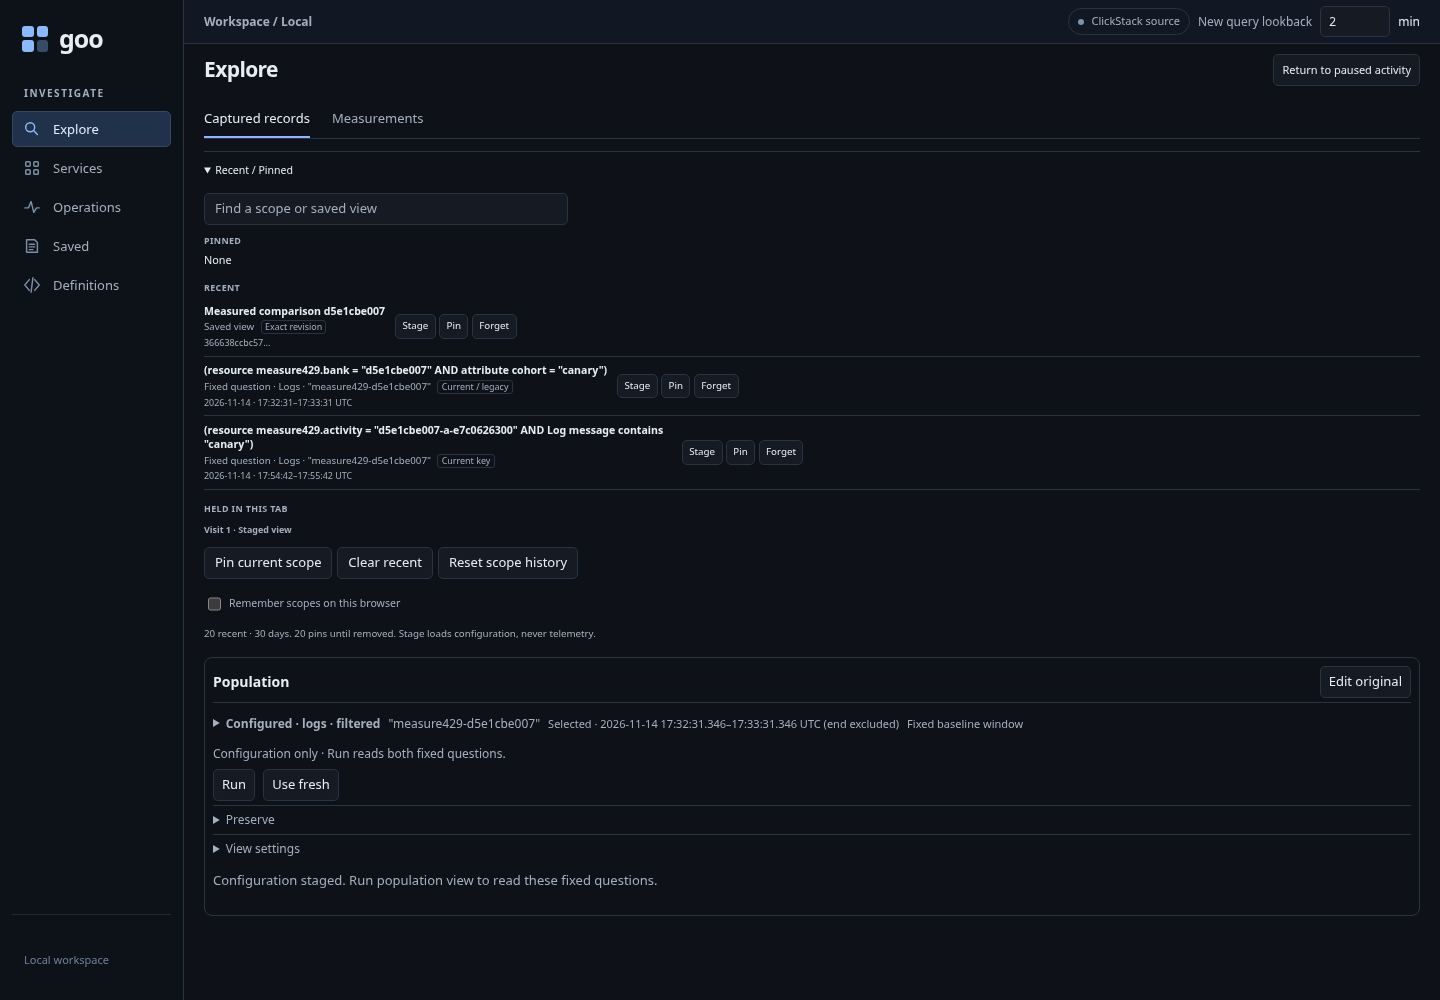 goo
Workspace / Local
ClickStack source
New query lookback
2
min
INVESTIGATE
Explore
Services
Operations
Saved
Definitions
Local workspace
Explore
Return to paused activity
Captured records
Measurements
Recent / Pinned
Find a scope or saved view
PINNED
None
RECENT
Measured comparison d5e1cbe007
Saved view Exact revision
366638ccbc57...
Stage Pin Forget
(resource measure429.bank = "d5e1cbe007" AND attribute cohort = "canary")
Fixed question · Logs · "measure429-d5e1cbe007" Current / legacy
2026-11-14 · 17:32:31–17:33:31 UTC
Stage Pin Forget
(resource measure429.activity = "d5e1cbe007-a-e7c0626300" AND Log message contains
"canary")
Fixed question · Logs · "measure429-d5e1cbe007" Current key
2026-11-14 · 17:54:42–17:55:42 UTC
Stage Pin Forget
HELD IN THIS TAB
Visit 1 · Staged view
Pin current scope Clear recent Reset scope history
Remember scopes on this browser
20 recent · 30 days. 20 pins until removed. Stage loads configuration, never telemetry.
Population
Edit original
Configured · logs · filtered "measure429-d5e1cbe007" Selected · 2026-11-14 17:32:31.346–17:33:31.346 UTC (end excluded) Fixed baseline window
Configuration only · Run reads both fixed questions.
Run Use fresh
Preserve
View settings
Configuration staged. Run population view to read these fixed questions.